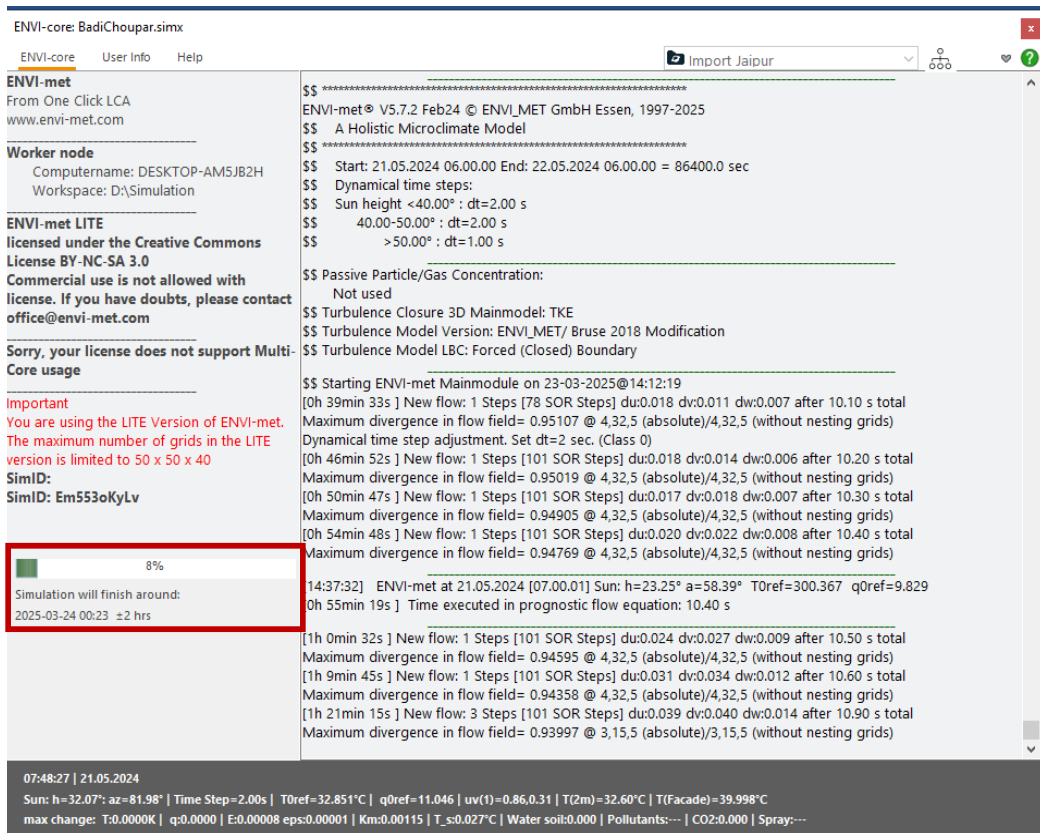 ENVI-core: BadiChoupar.simx
x
ENVI-core User Info Help
Import Jaipur
?
ENVI-met
From One Click LCA
www.envi-met.com
Worker node
Computername: DESKTOP-AM5JB2H
Workspace: D:\Simulation
ENVI-met LITE
licensed under the Creative Commons
License BY-NC-SA 3.0
Commercial use is not allowed with
license. If you have doubts, please contact
office@envi-met.com
Sorry, your license does not support Multi-
Core usage
Important
You are using the LITE Version of ENVI-met.
The maximum number of grids in the LITE
version is limited to 50 x 50 x 40
SimID:
SimID: Em553oKyLv
8%
Simulation will finish around:
2025-03-24 00:23 ±2 hrs
$$ ******************************************************************
ENVI-met® V5.7.2 Feb24 © ENVI_MET GmbH Essen, 1997-2025
$$ A Holistic Microclimate Model
$$ ******************************************************************
$$ Start: 21.05.2024 06.00.00 End: 22.05.2024 06.00.00 = 86400.0 sec
$$ Dynamical time steps:
$$ Sun height <40.00° : dt=2.00 s
$$ 40.00-50.00° : dt=2.00 s
$$ >50.00° : dt=1.00 s
$$ Passive Particle/Gas Concentration:
Not used
$$ Turbulence Closure 3D Mainmodel: TKE
$$ Turbulence Model Version: ENVI_MET/ Bruse 2018 Modification
$$ Turbulence Model LBC: Forced (Closed) Boundary
$$ Starting ENVI-met Mainmodule on 23-03-2025@14:12:19
[0h 39min 33s ] New flow: 1 Steps [78 SOR Steps] du:0.018 dv:0.011 dw:0.007 after 10.10 s total
Maximum divergence in flow field= 0.95107 @ 4,32,5 (absolute)/4,32,5 (without nesting grids)
Dynamical time step adjustment. Set dt=2 sec. (Class 0)
[0h 46min 52s ] New flow: 1 Steps [101 SOR Steps] du:0.018 dv:0.014 dw:0.006 after 10.20 s total
Maximum divergence in flow field= 0.95019 @ 4,32,5 (absolute)/4,32,5 (without nesting grids)
[0h 50min 47s ] New flow: 1 Steps [101 SOR Steps] du:0.017 dv:0.018 dw:0.007 after 10.30 s total
Maximum divergence in flow field= 0.94905 @ 4,32,5 (absolute)/4,32,5 (without nesting grids)
[0h 54min 48s ] New flow: 1 Steps [101 SOR Steps] du:0.020 dv:0.022 dw:0.008 after 10.40 s total
Maximum divergence in flow field= 0.94769 @ 4,32,5 (absolute)/4,32,5 (without nesting grids)
[14:37:32] ENVI-met at 21.05.2024 [07.00.01] Sun: h=23.25° a=58.39° T0ref=300.367 q0ref=9.829
[0h 55min 19s ] Time executed in prognostic flow equation: 10.40 s
[1h 0min 32s ] New flow: 1 Steps [101 SOR Steps] du:0.024 dv:0.027 dw:0.009 after 10.50 s total
Maximum divergence in flow field= 0.94595 @ 4,32,5 (absolute)/4,32,5 (without nesting grids)
[1h 9min 45s ] New flow: 1 Steps [101 SOR Steps] du:0.031 dv:0.034 dw:0.012 after 10.60 s total
Maximum divergence in flow field= 0.94358 @ 4,32,5 (absolute)/4,32,5 (without nesting grids)
[1h 21min 15s ] New flow: 3 Steps [101 SOR Steps] du:0.039 dv:0.040 dw:0.014 after 10.90 s total
Maximum divergence in flow field= 0.93997 @ 3,15,5 (absolute)/3,15,5 (without nesting grids)
07:48:27 | 21.05.2024
Sun: h=32.07°: az=81.98° | Time Step=2.00s | T0ref=32.851°C | q0ref=11.046 | uv(1)=0.86,0.31 | T(2m)=32.60°C | T(Facade)=39.998°C
max change: T:0.0000K | q:0.0000 | E:0.00008 eps:0.00001 | Km:0.00115 | T_s:0.027°C | Water soil:0.000 | Pollutants:--- | CO2:0.000 | Spray:---